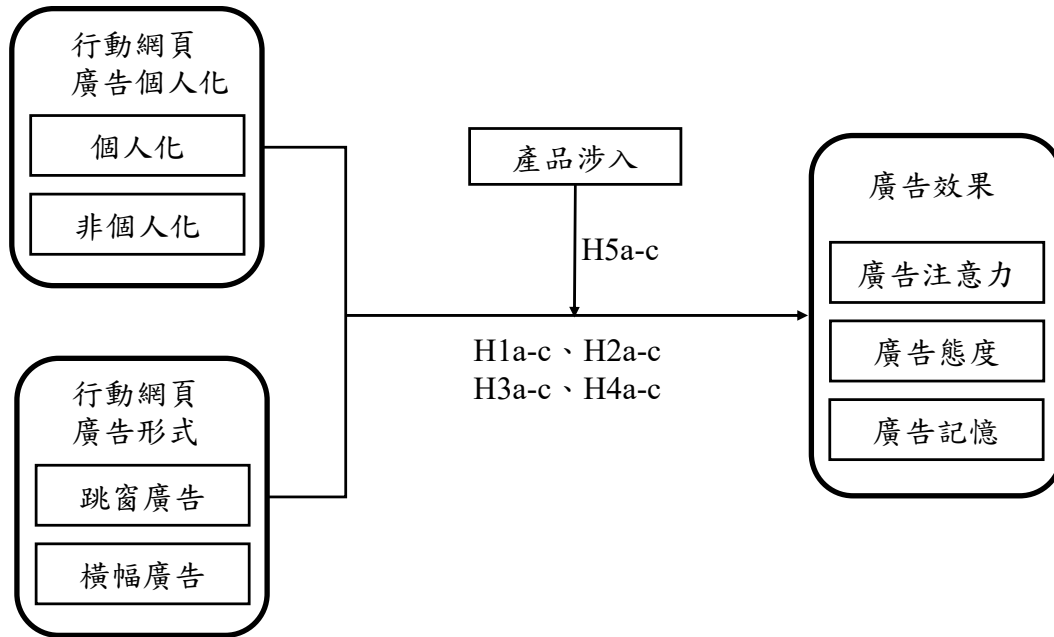 行動網頁
廣告個人化
個人化
非個人化
行動網頁
廣告形式
跳窗廣告
橫幅廣告
產品涉入
H5a-c
H1a-c、H2a-c
H3a-c、H4a-c
廣告效果
廣告注意力
廣告態度
廣告記憶